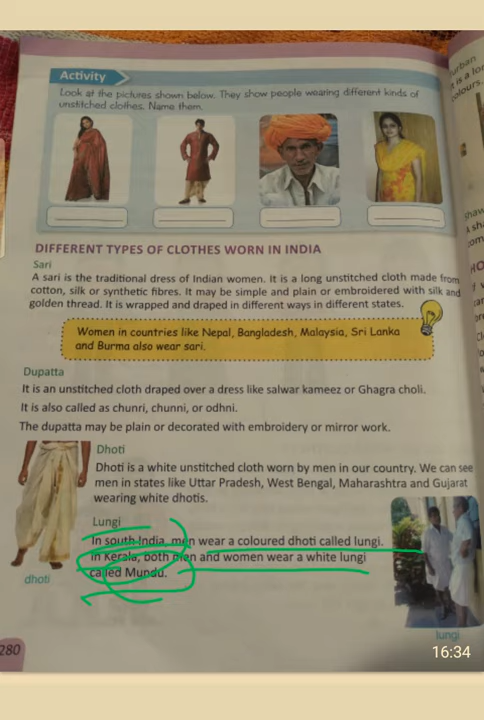 Activity
Look at the pictures shown below. They show people wearing different kinds of
unstitched clothes. Name them.
DIFFERENT TYPES OF CLOTHES WORN IN INDIA
Sari
A sari is the traditional dress of Indian women. It is a long unstitched cloth made from
cotton, silk or synthetic fibres. It may be simple and plain or embroidered with silk and
golden thread. It is wrapped and draped in different ways in different states.
Women in countries like Nepal, Bangladesh, Malaysia, Sri Lanka
and Burma also wear sari.
Dupatta
It is an unstitched cloth draped over a dress like salwar kameez or Ghagra choli.
It is also called as chunri, chunni, or odhni.
The dupatta may be plain or decorated with embroidery or mirror work.
Dhoti
Dhoti is a white unstitched cloth worn by men in our country. We can see
men in states like Uttar Pradesh, West Bengal, Maharashtra and Gujarat
wearing white dhotis.
Lungi
In south India, men wear a coloured dhoti called lungi.
In Kerala, both men and women wear a white lungi
called Mundu.
dhoti
lungi
280
16:34